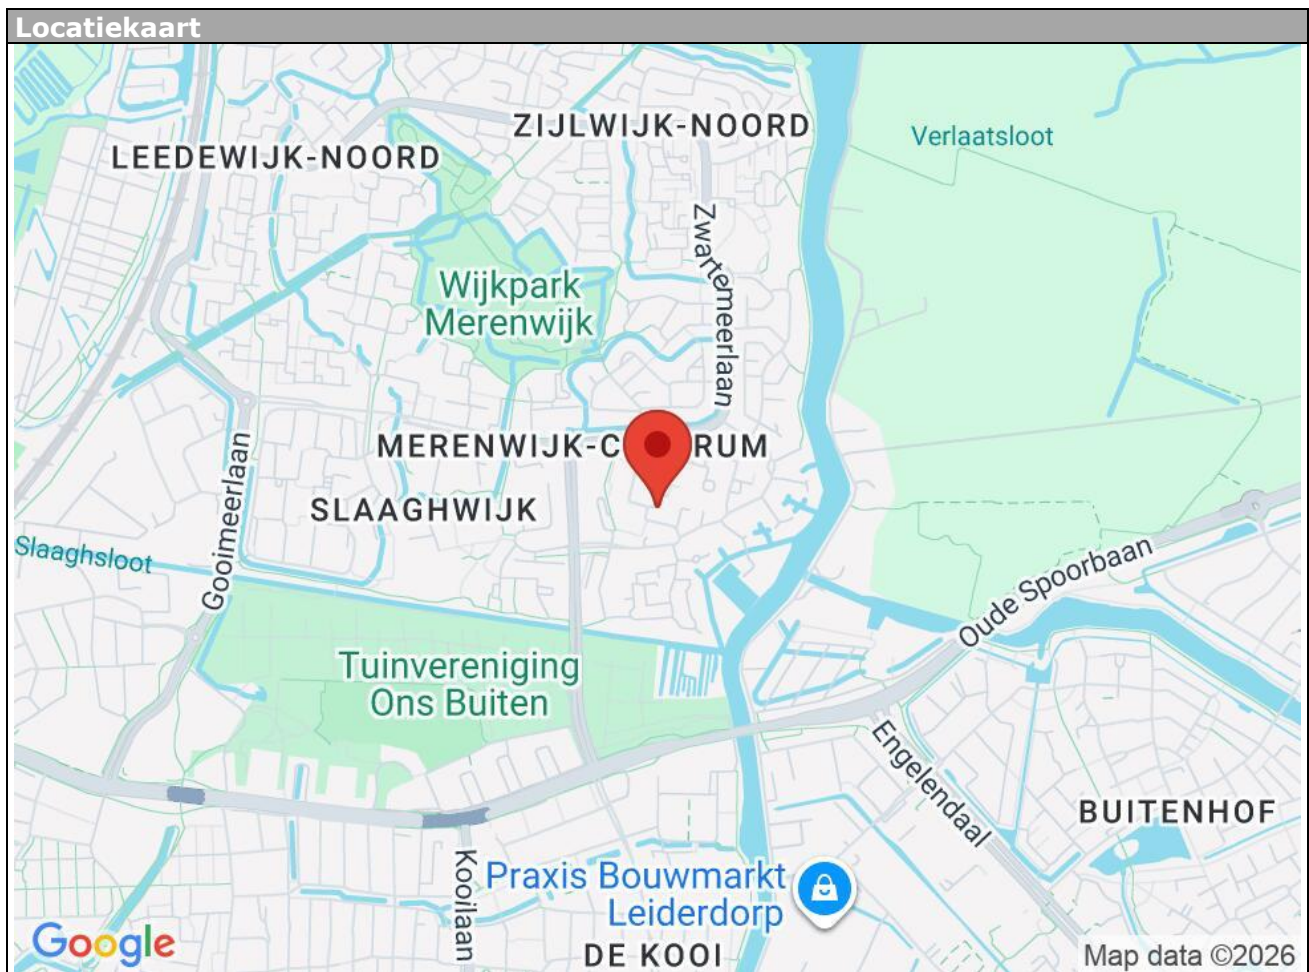 Locatiekaart
ZIJLWIJK-NOORD
Verlaatsloot
LEEDEWIJK-NOORD
Zwartemeerlaan
Wijkpark
Merenwijk
MERENWIJK-C RUM
Gooimeerlaan
SLAAGHWIJK
Slaaghsloot
Oude Spoorbaan
Tuinvereniging
Ons Buiten
Engelendaal
BUITENHOF
Kooilaan
Praxis Bouwmarkt
Leiderdorp
Google
DE KOOI
Map data ©2026